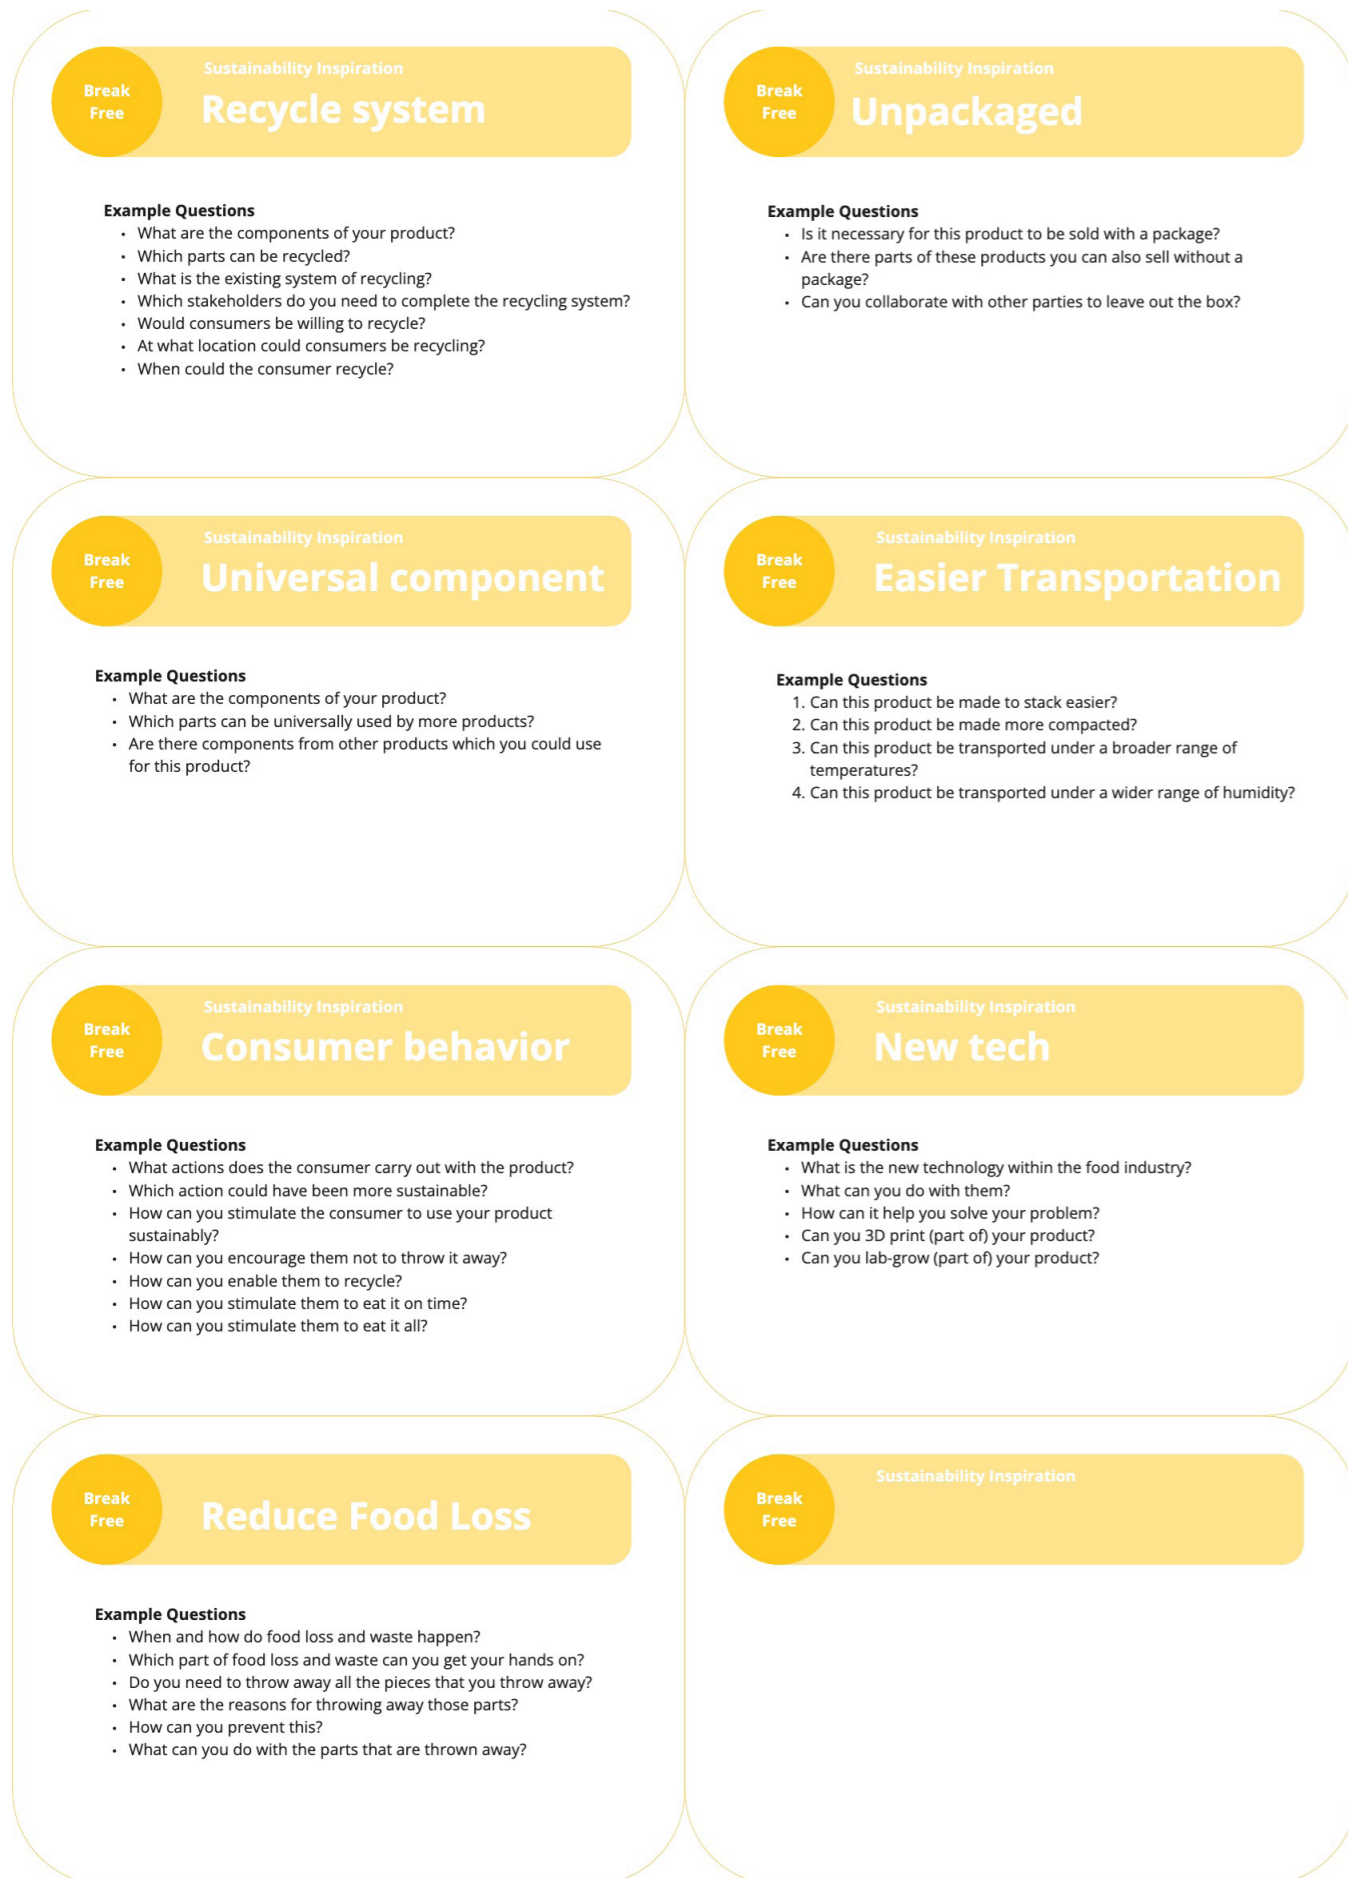 Break
Free
Sustainability Inspiration
Recycle system
Example Questions
• What are the components of your product?
• Which parts can be recycled?
• What is the existing system of recycling?
• Which stakeholders do you need to complete the recycling system?
• Would consumers be willing to recycle?
• At what location could consumers be recycling?
• When could the consumer recycle?
Break
Free
Sustainability Inspiration
Unpackaged
Example Questions
• Is it necessary for this product to be sold with a package?
• Are there parts of these products you can also sell without a
package?
• Can you collaborate with other parties to leave out the box?
Break
Free
Sustainability Inspiration
Universal component
Example Questions
• What are the components of your product?
• Which parts can be universally used by more products?
• Are there components from other products which you could use
for this product?
Break
Free
Sustainability Inspiration
Easier Transportation
Example Questions
1. Can this product be made to stack easier?
2. Can this product be made more compacted?
3. Can this product be transported under a broader range of
temperatures?
4. Can this product be transported under a wider range of humidity?
Break
Free
Sustainability Inspiration
Consumer behavior
Example Questions
• What actions does the consumer carry out with the product?
• Which action could have been more sustainable?
• How can you stimulate the consumer to use your product
sustainably?
• How can you encourage them not to throw it away?
• How can you enable them to recycle?
• How can you stimulate them to eat it on time?
• How can you stimulate them to eat it all?
Break
Free
Sustainability Inspiration
New tech
Example Questions
• What is the new technology within the food industry?
• What can you do with them?
• How can it help you solve your problem?
• Can you 3D print (part of) your product?
• Can you lab-grow (part of) your product?
Break
Free
Reduce Food Loss
Example Questions
• When and how do food loss and waste happen?
• Which part of food loss and waste can you get your hands on?
• Do you need to throw away all the pieces that you throw away?
• What are the reasons for throwing away those parts?
• How can you prevent this?
• What can you do with the parts that are thrown away?
Break
Free
Sustainability Inspiration